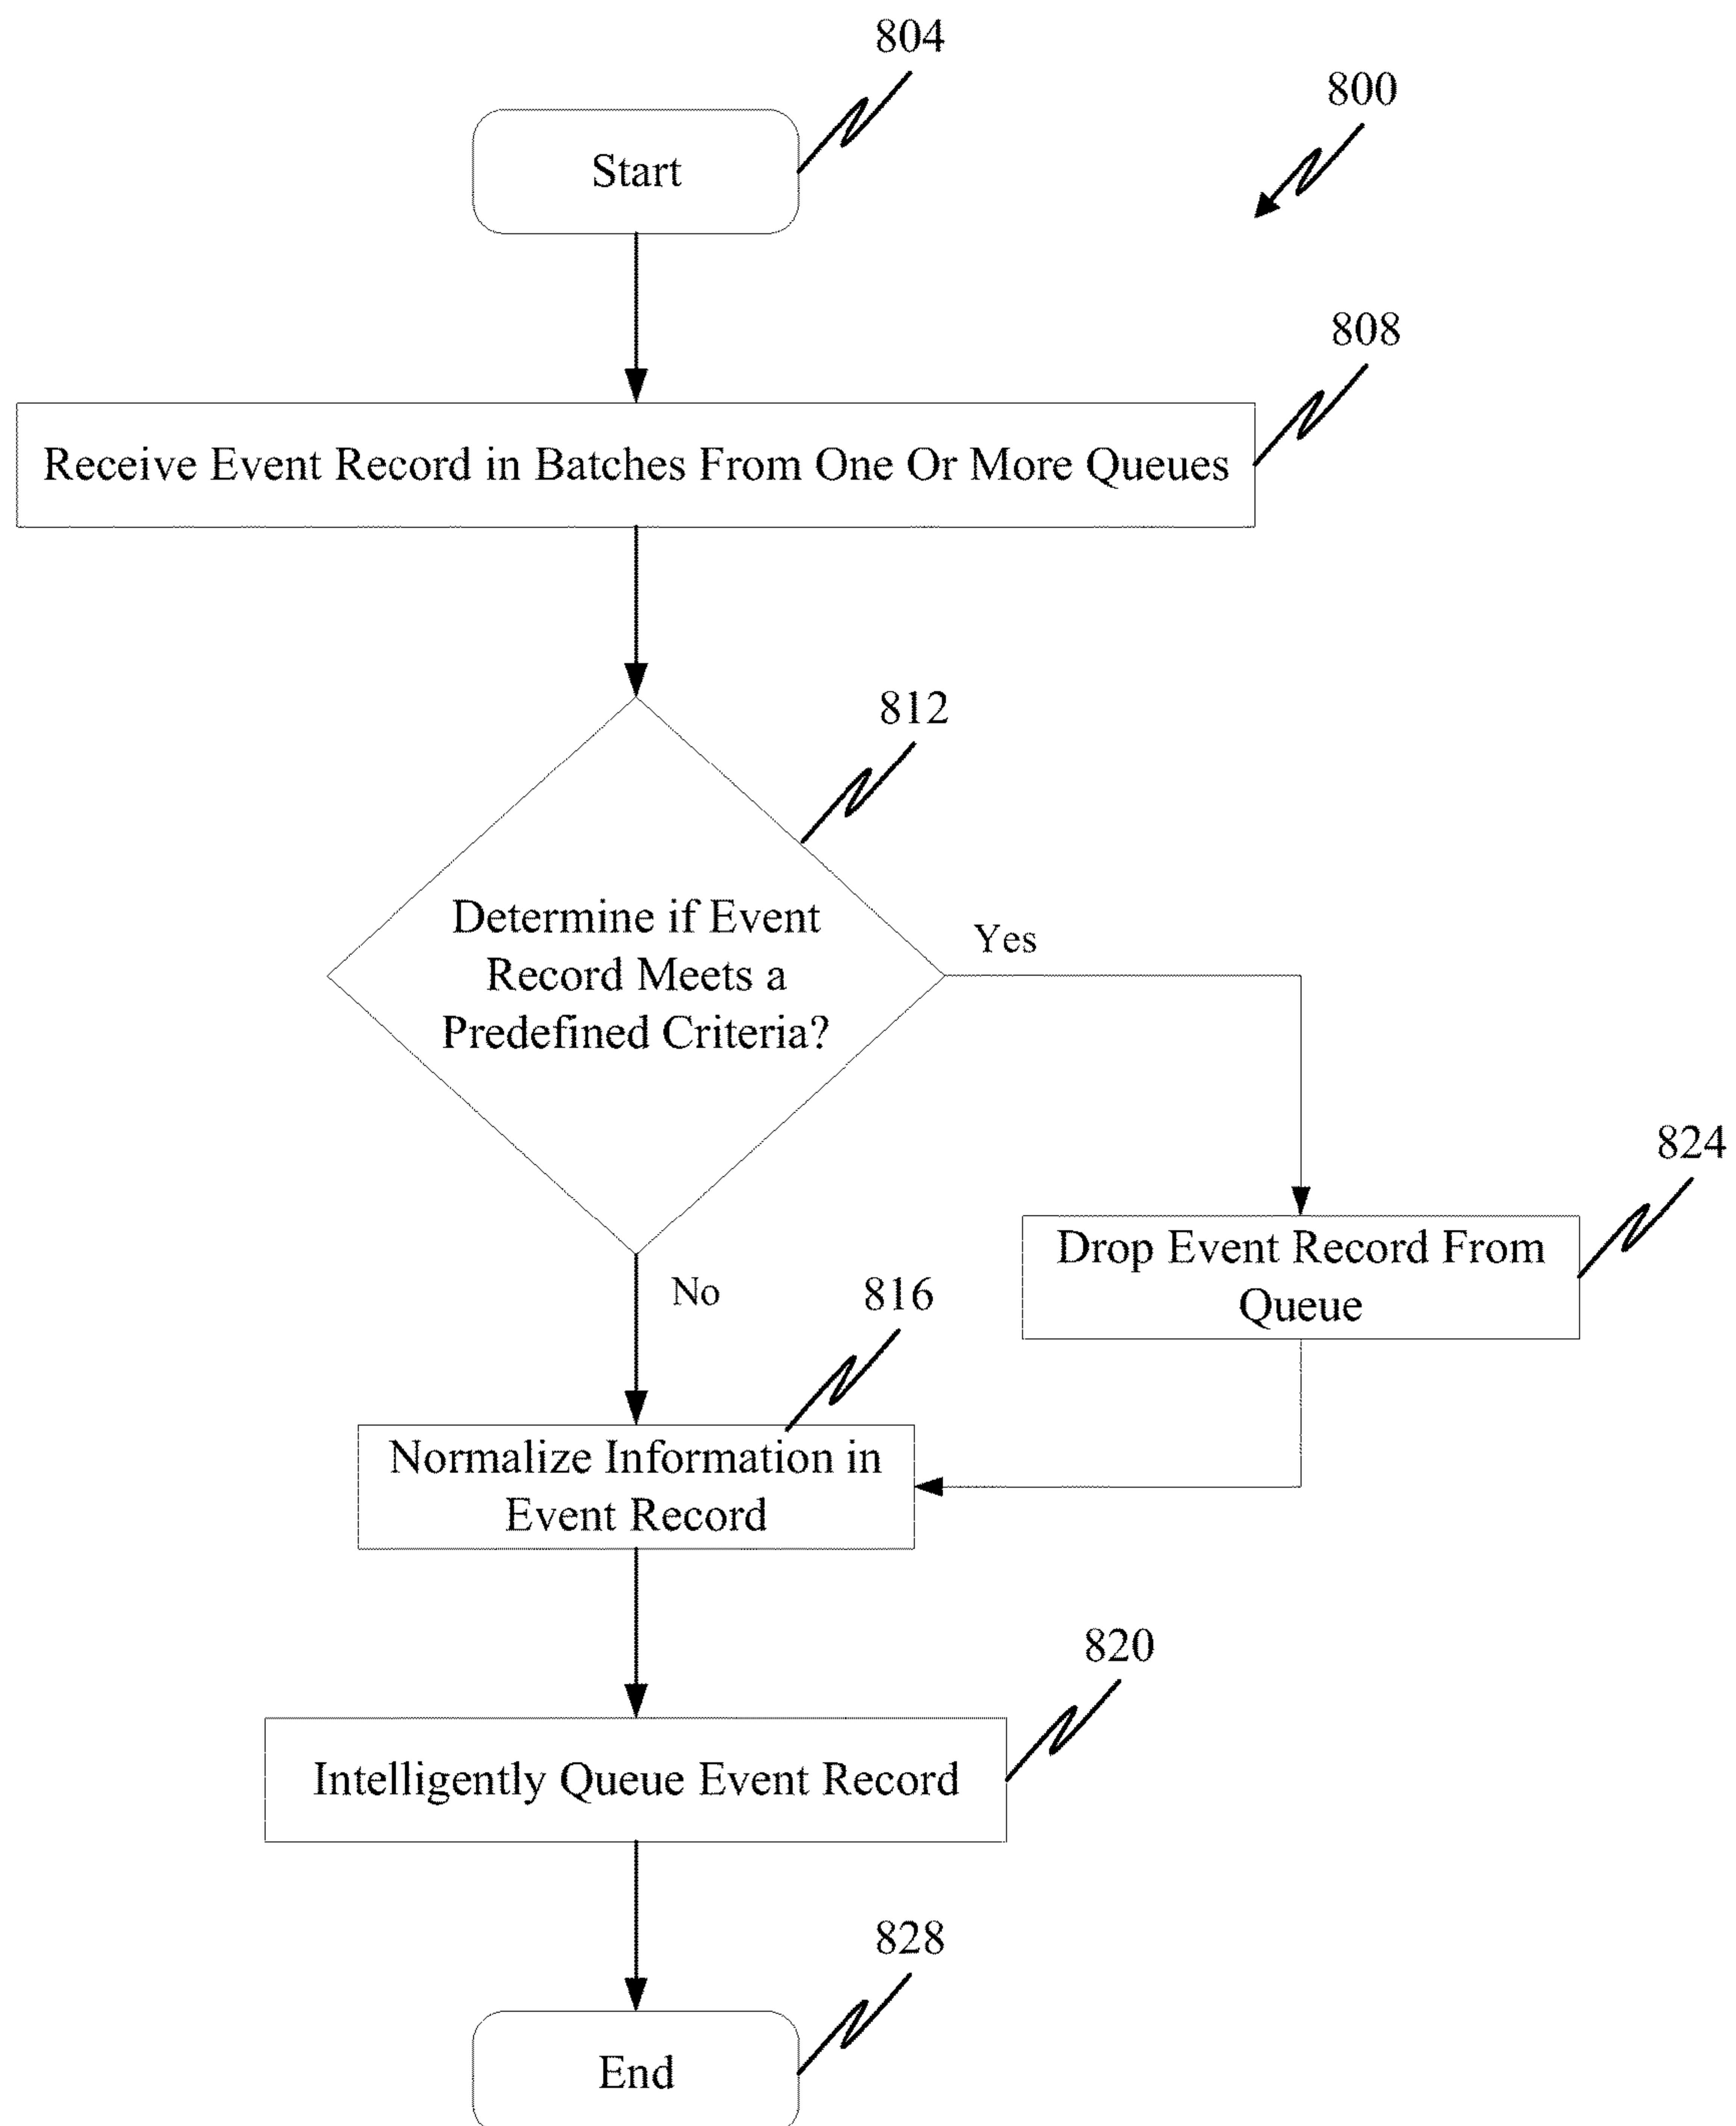 804
800
Start
808
Receive Event Record in Batches From One Or More Queues
812
Determine if Event
Record Meets a
Predefined Criteria?
Yes
824
Drop Event Record From
Queue
No
816
Normalize Information in
Event Record
820
Intelligently Queue Event Record
828
End